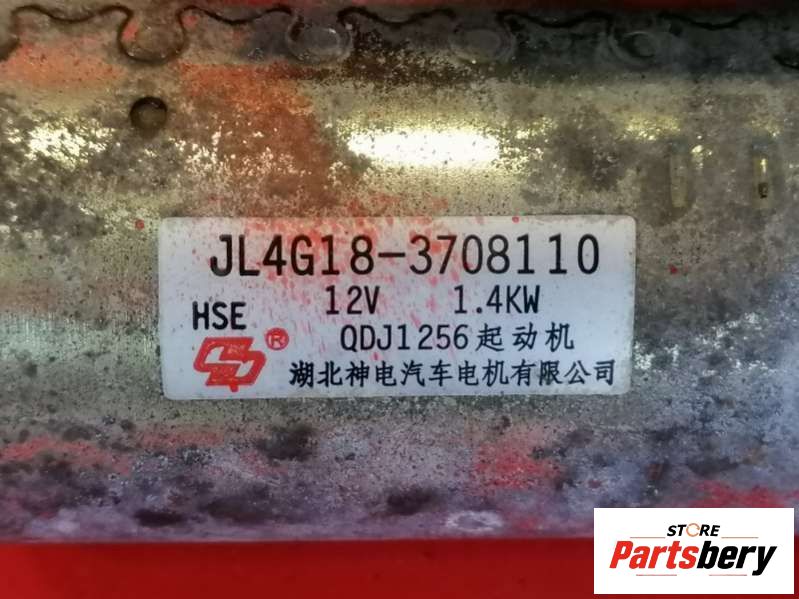 JL4G18-3708110
12V 1.4KW
HSE
®
QDJ1256起动机
湖北神电汽车电机有限公司
STORE
Partsbery